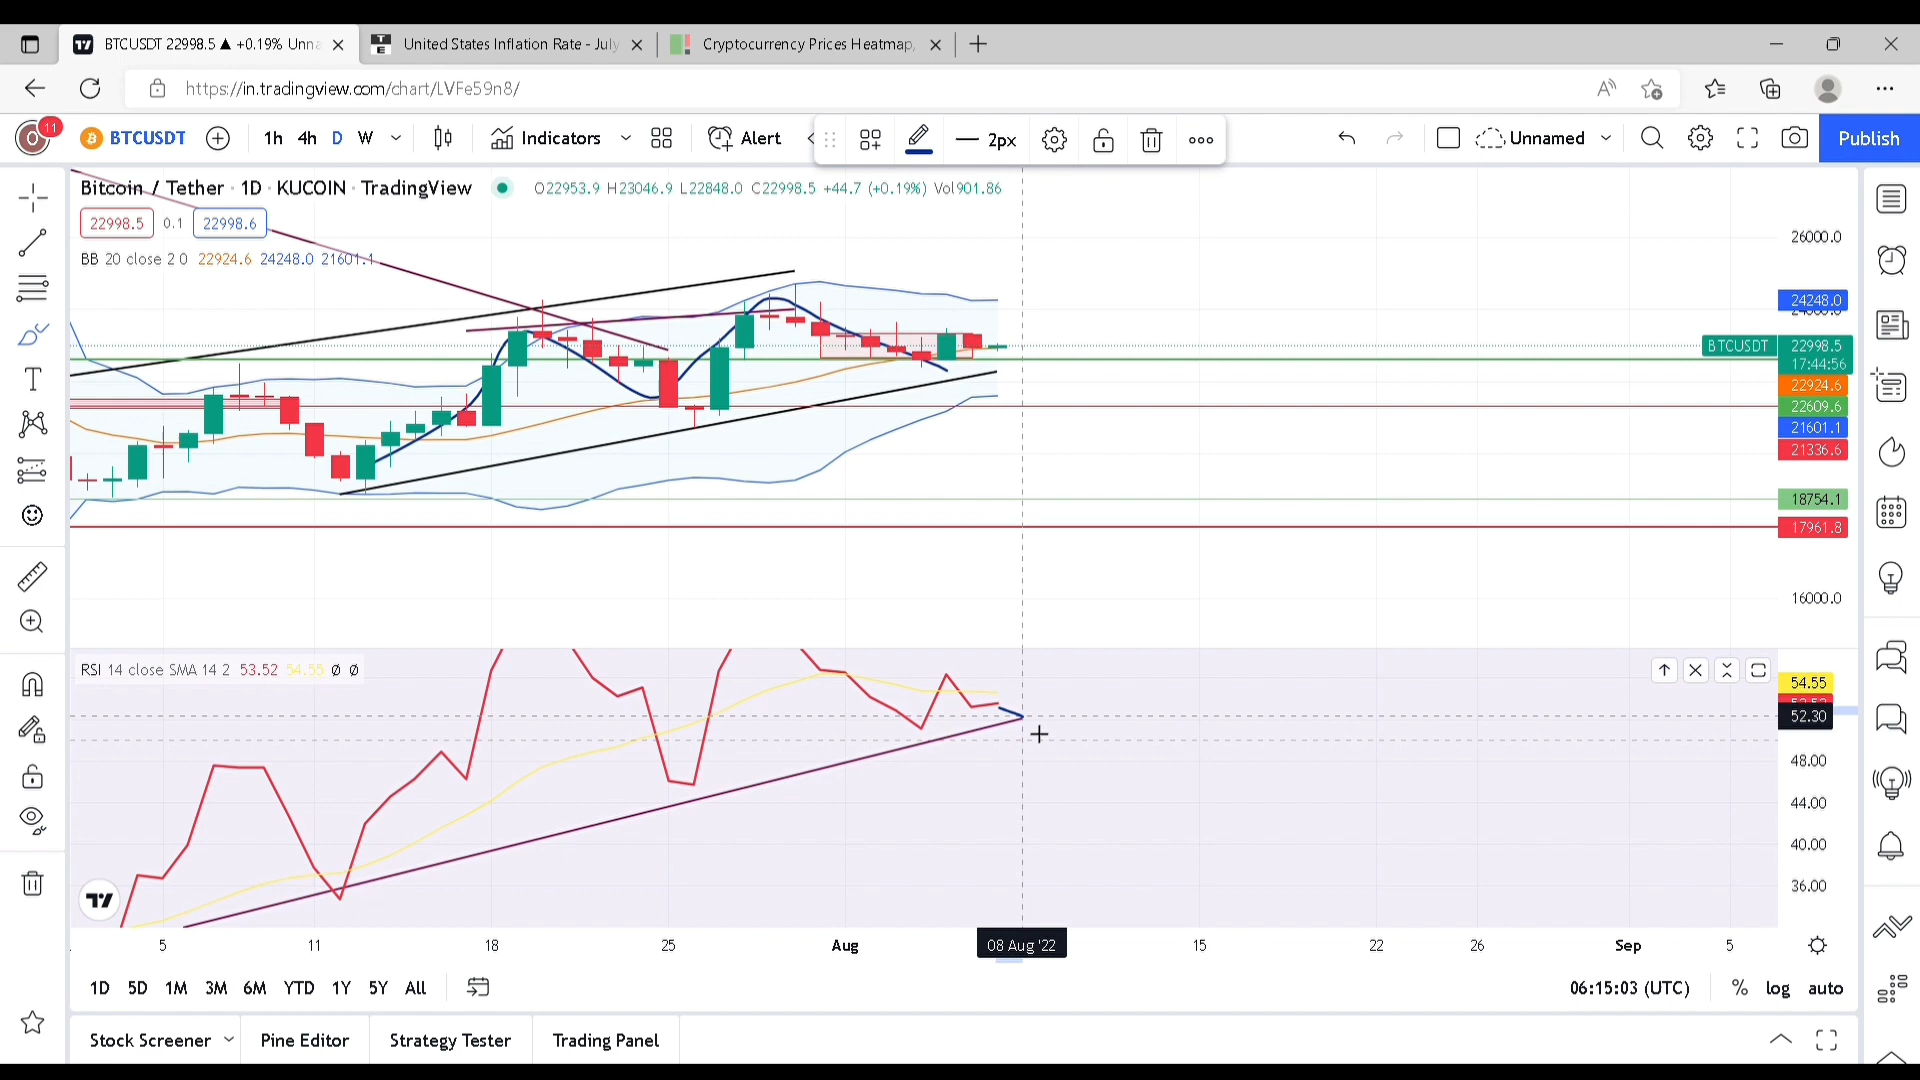 BTCUSDT 22998.5 ▲ +0.19% Unna
United States Inflation Rate - July
Cryptocurrency Prices Heatmap,
https://in.tradingview.com/chart/LVFe59n8/
O 11
BTCUSDT 1h 4h D W Indicators Alert 2px Unnamed Publish
Bitcoin / Tether · 1D · KUCOIN · TradingView O22953.9 H23046.9 L22848.0 C22998.5 +44.7 (+0.19%) Vol901.86
22998.5 0.1 22998.6
BB 20 close 2 0 22924.6 24248.0 21601.1
26000.0
24248.0
24000.0
BTCUSDT 22998.5
17:44:56
22924.6
22609.6
21601.1
21336.6
18754.1
17961.8
16000.0
RSI 14 close SMA 14 2 53.52 54.55 Ø Ø
54.55
53.52
52.30
48.00
44.00
40.00
36.00
5 11 18 25 Aug 08 Aug '22 15 22 26 Sep 5
1D 5D 1M 3M 6M YTD 1Y 5Y All 06:15:03 (UTC) % log auto
Stock Screener Pine Editor Strategy Tester Trading Panel